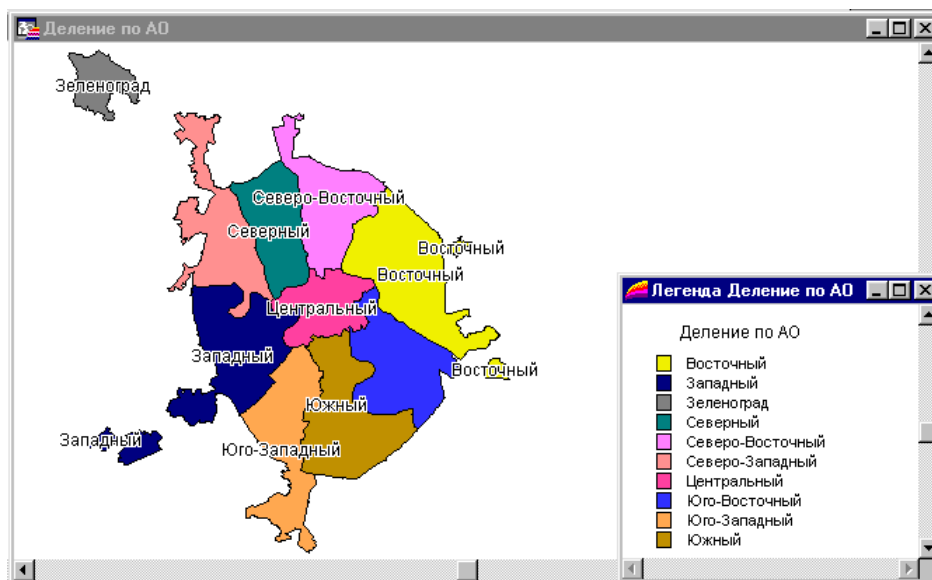 Деление по АО
Зеленоград
Северо-Восточный
Северный
Восточный
Восточный
Центральный
Западный
Восточный
Южный
Западный
Юго-Западный
Легенда Деление по АО
Деление по АО
Восточный
Западный
Зеленоград
Северный
Северо-Восточный
Северо-Западный
Центральный
Юго-Восточный
Юго-Западный
Южный